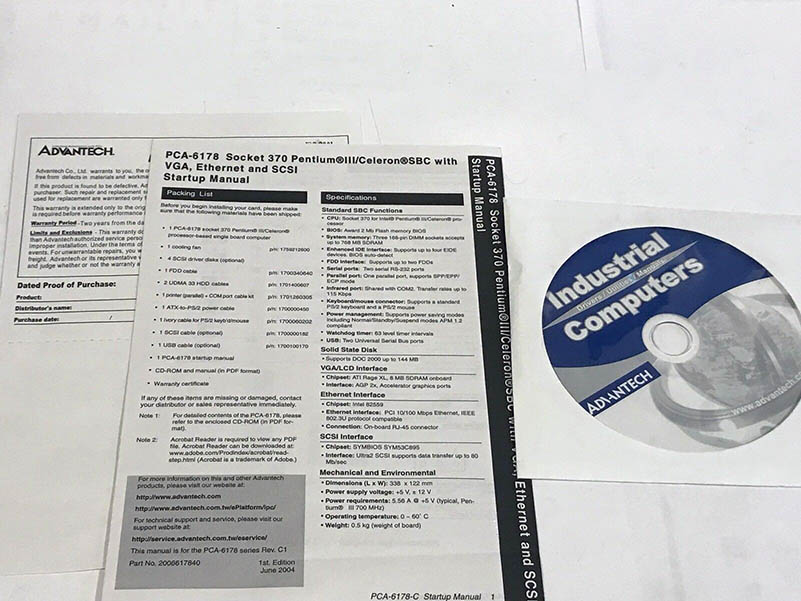 ADVANTECH
Advantech Co., Ltd. warrants to you, the
free from defects in materials and workma
If this product is found to be defective, Ad
purchaser. Such repair and replacement s
used for replacement are warranted only f
This warranty is extended only to the origi
is required before warranty performance
Warranty Period -Two years from the da
Limits and Exclusions - This warranty d
than Advantech authorized service person
improper installation. Under the terms of
events. For unwarrantable repairs, you w
freight. Advantech or its representative w
and judge whether or not the warranty a
Dated Proof of Purchase:
Product:
Distributor's name:
Purchase date: /
PCA-6178 Socket 370 Pentium®III/Celeron®SBC with
VGA, Ethernet and SCSI
Startup Manual
Packing List
Before you begin installing your card, please make
sure that the following materials have been shipped:
• 1 PCA-6178 socket 370 Pentium® III/Celeron®
processor-based single board computer
• 1 cooling fan p/n: 1759212600
• 4 SCSI driver disks (optional)
• 1 FDD cable p/n: 1700340640
• 2 UDMA 33 HDD cables p/n: 1701400607
• 1 printer (parallel) + COM port cable kit p/n: 1701260305
• 1 ATX-to-PS/2 power cable p/n: 1700000450
• 1 Ivory cable for PS/2 keyb'd/mouse p/n: 1700060202
• 1 SCSI cable (optional) p/n: 1700000182
• 1 USB cable (optional) p/n: 1700100170
• 1 PCA-6178 startup manual
• CD-ROM and manual (in PDF format)
• Warranty certificate
If any of these items are missing or damaged, contact
your distributor or sales representative immediately.
Note 1: For detailed contents of the PCA-6178, please
refer to the enclosed CD-ROM (in PDF for-
mat).
Note 2: Acrobat Reader is required to view any PDF
file. Acrobat Reader can be downloaded at:
www.adobe.com/Prodindex/acrobat/read-
step.html (Acrobat is a trademark of Adobe.)
For more information on this and other Advantech
products, please visit our website at:
http://www.advantech.com
http://www.advantech.com.tw/ePlatform/ipc/
For technical support and service, please visit our
support website at:
http://service.advantech.com.tw/eservice/
This manual is for the PCA-6178 series Rev. C1
Part No. 2006617840 1st. Edition
June 2004
Specifications
Standard SBC Functions
• CPU: Socket 370 for Intel® Pentium® III/Celeron® pro-
cessor
• BIOS: Award 2 Mb Flash memory BIOS
• System memory: Three 168-pin DIMM sockets accepts
up to 768 MB SDRAM
• Enhanced IDE Interface: Supports up to four EIDE
devices. BIOS auto-detect
• FDD interface: Supports up to two FDDs
• Serial ports: Two serial RS-232 ports
• Parallel port: One parallel port, supports SPP/EPP/
ECP mode
• Infrared port: Shared with COM2. Transfer rates up to
115 Kbps
• Keyboard/mouse connector: Supports a standard
PS/2 keyboard and a PS/2 mouse
• Power management: Supports power saving modes
including Normal/Standby/Suspend modes APM 1.2
compliant
• Watchdog timer: 63 level timer intervals
• USB: Two Universal Serial Bus ports
Solid State Disk
• Supports DOC 2000 up to 144 MB
VGA/LCD Interface
• Chipset: ATI Rage XL, 8 MB SDRAM onboard
• Interface: AGP 2x, Accelerator graphics ports
Ethernet Interface
• Chipset: Intel 82559
• Ethernet interface: PCI 10/100 Mbps Ethernet, IEEE
802.3U protocol compatible
• Connection: On-board RJ-45 connector
SCSI Interface
• Chipset: SYMBIOS SYM53C895
• Interface: Ultra2 SCSI supports data transfer up to 80
Mb/sec
Mechanical and Environmental
• Dimensions (L x W): 338 x 122 mm
• Power supply voltage: +5 V, ± 12 V
• Power requirements: 5.56 A @ +5 V (typical, Pen-
tium® III 700 MHz)
• Operating temperature: 0 ~ 60˚ C
• Weight: 0.5 kg (weight of board)
PCA-6178-C Startup Manual 1
PCA-6178 Socket 370 Pentium®III/Celeron®SBC with VGA, Ethernet and SCSI
Startup Manual
Industrial
Drivers / Utilities / Manuals
Computers
ADVANTECH
www.advantech.